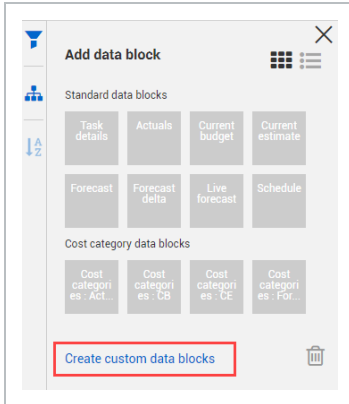 Add data block
Standard data blocks
Task
details
Actuals
Current
budget
Current
estimate
Forecast
Forecast
delta
Live
forecast
Schedule
Cost category data blocks
Cost
categori
es : Act...
Cost
categori
es : CB
Cost
categori
es : CE
Cost
categori
es : For...
Create custom data blocks
A
Z